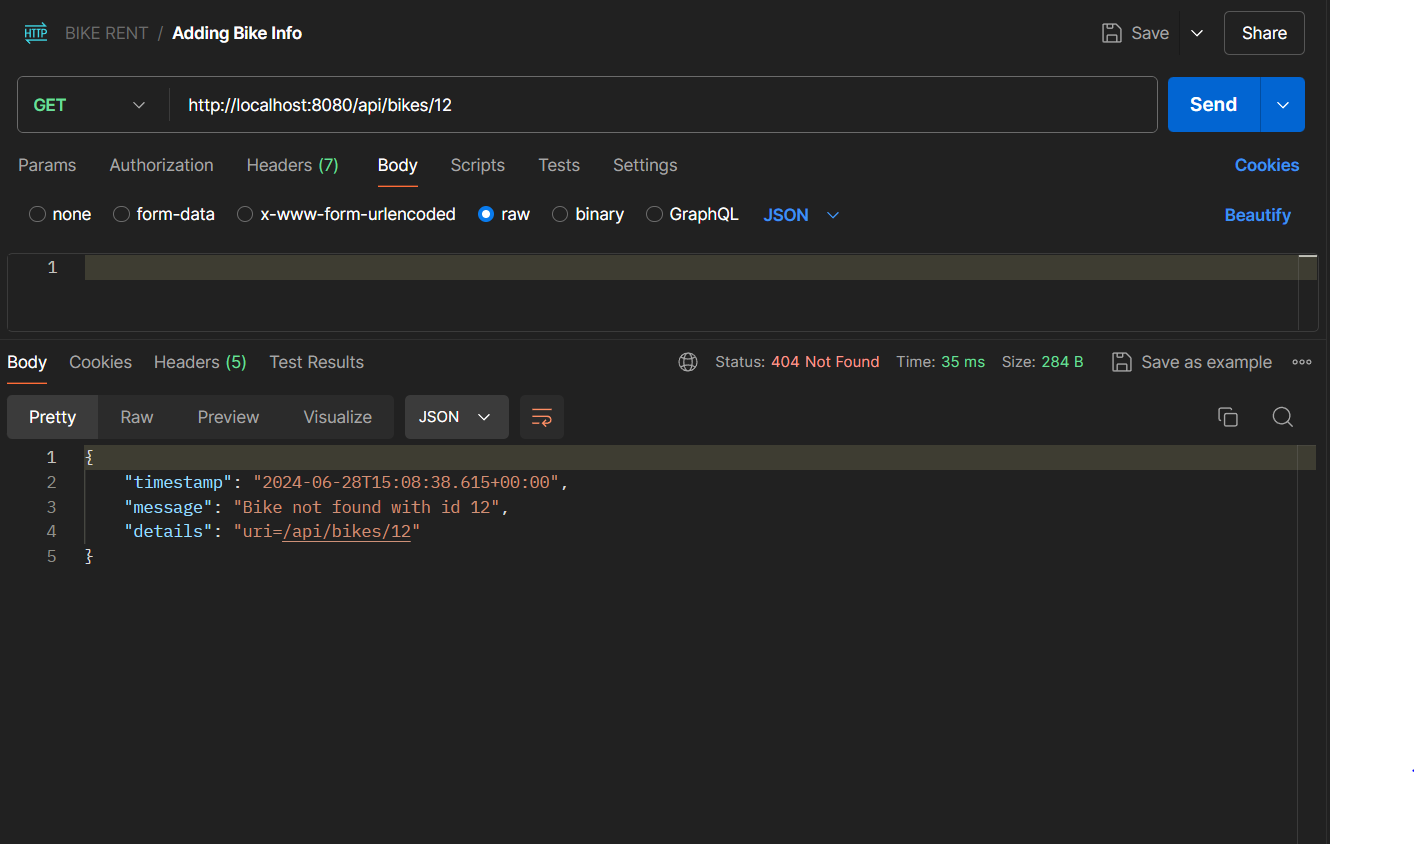 HTTP BIKE RENT / Adding Bike Info Save Share
GET http://localhost:8080/api/bikes/12 Send
Params Authorization Headers (7) Body Scripts Tests Settings Cookies
none form-data x-www-form-urlencoded raw binary GraphQL JSON Beautify
1
Body Cookies Headers (5) Test Results Status: 404 Not Found Time: 35 ms Size: 284 B Save as example
Pretty Raw Preview Visualize JSON
1 {
2 "timestamp": "2024-06-28T15:08:38.615+00:00",
3 "message": "Bike not found with id 12",
4 "details": "uri=/api/bikes/12"
5 }